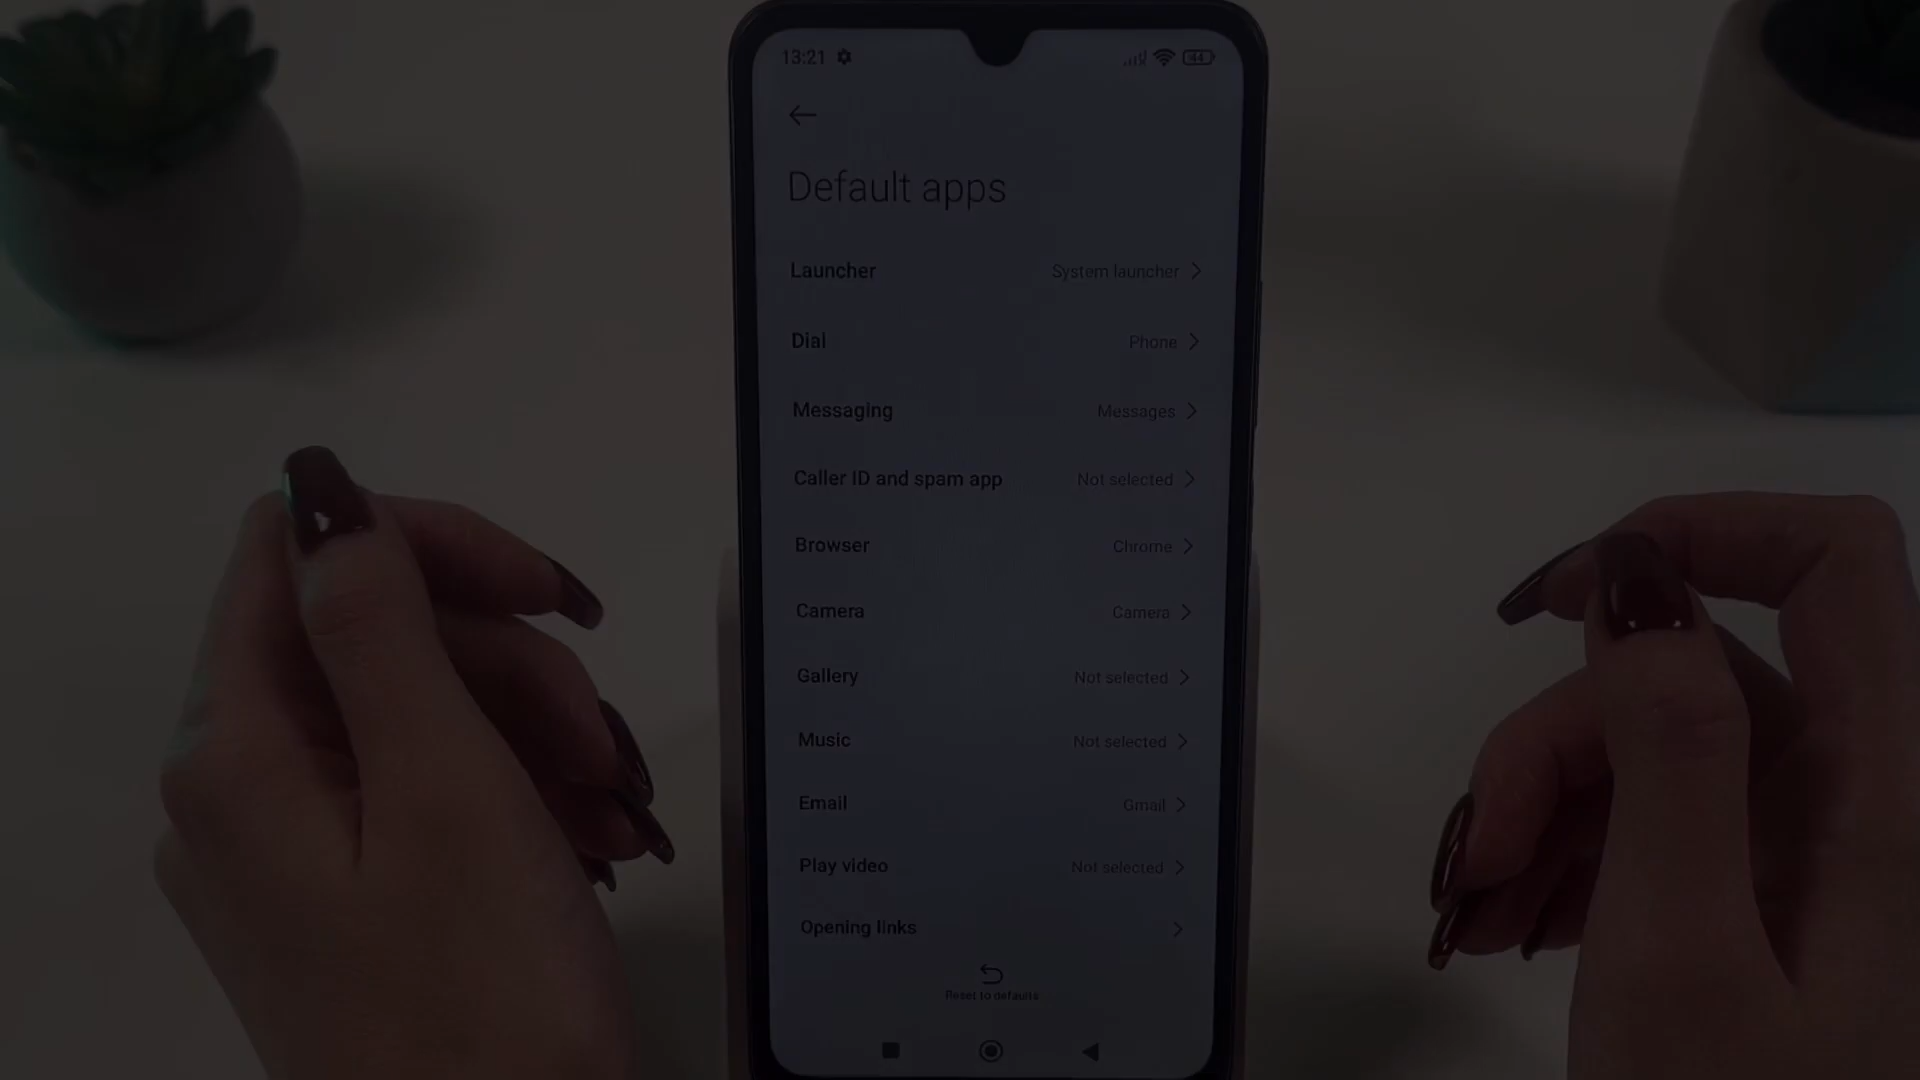 13:21 44
Default apps
Launcher System launcher
Dial Phone
Messaging Messages
Caller ID and spam app Not selected
Browser Chrome
Camera Camera
Gallery Not selected
Music Not selected
Email Gmail
Play video Not selected
Opening links
Reset to defaults